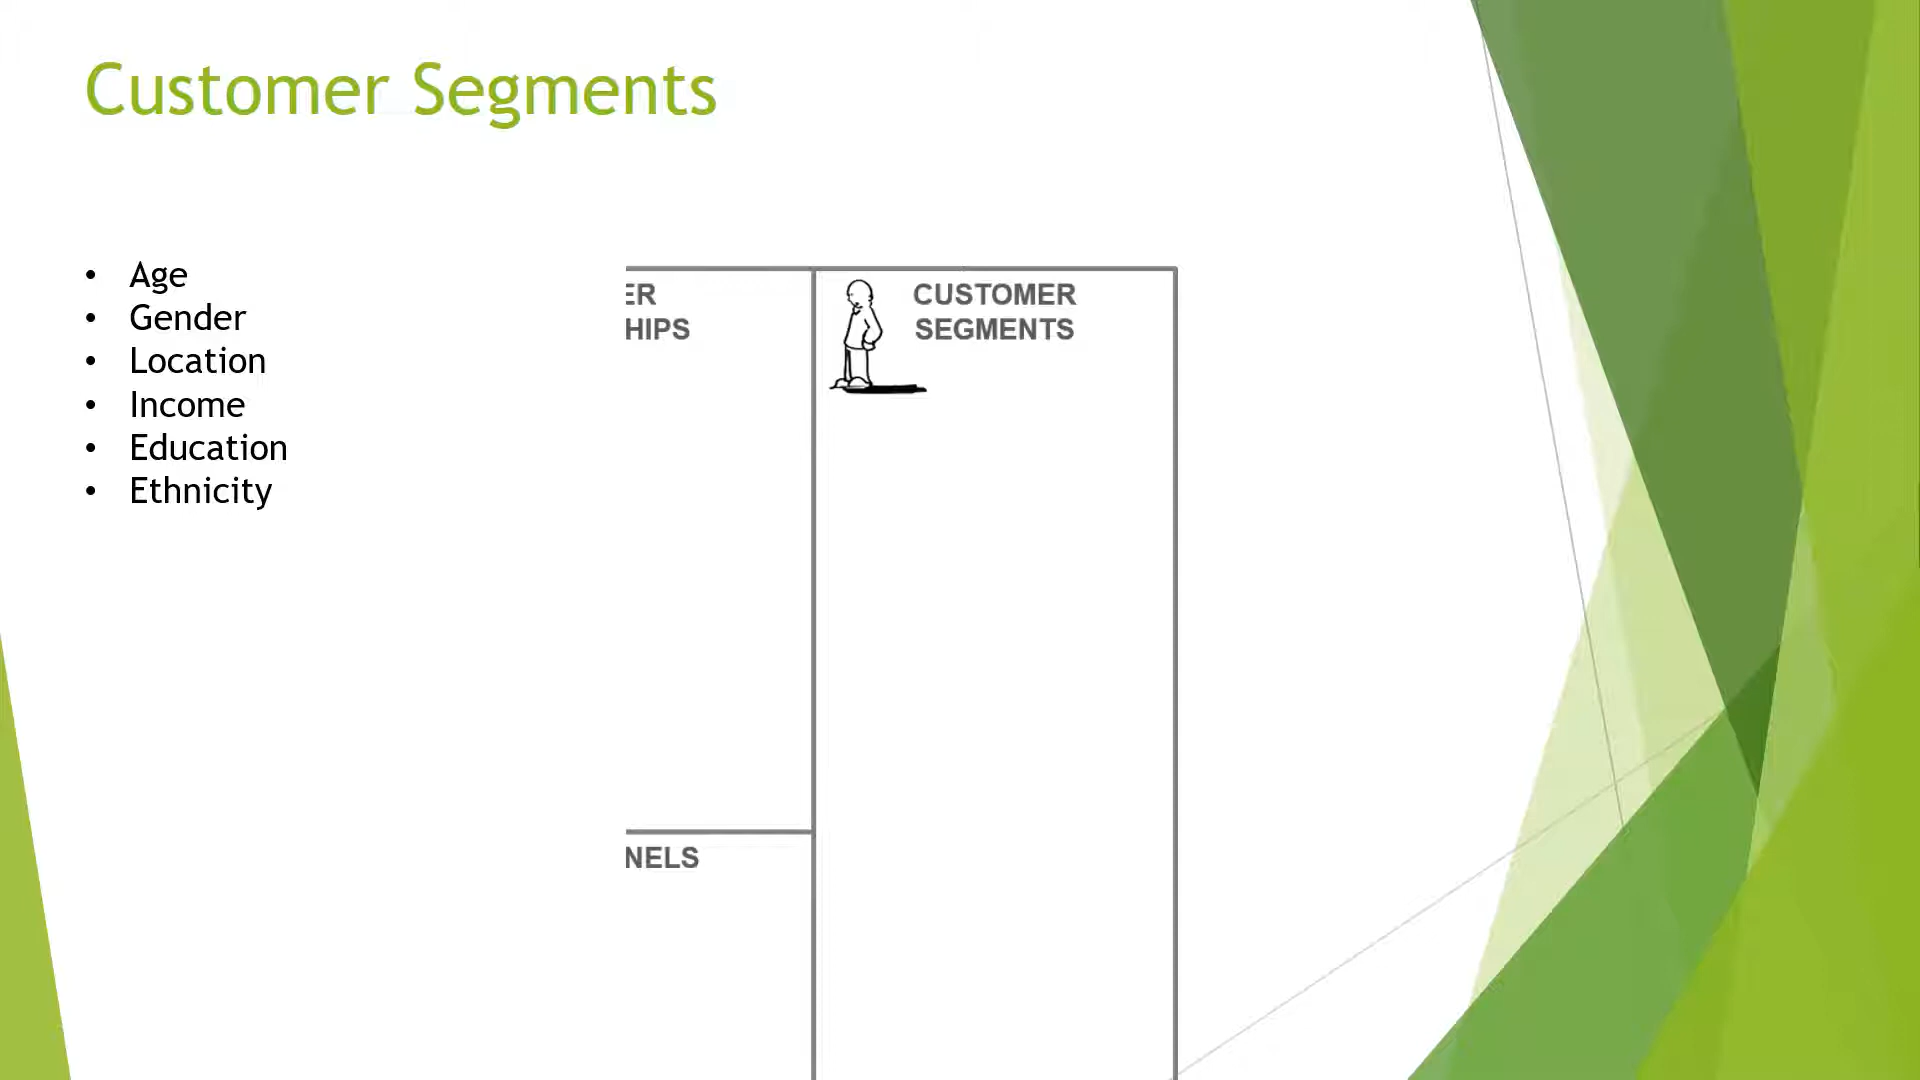 Customer Segments
• Age
• Gender
• Location
• Income
• Education
• Ethnicity
ER
HIPS
CUSTOMER
SEGMENTS
NELS